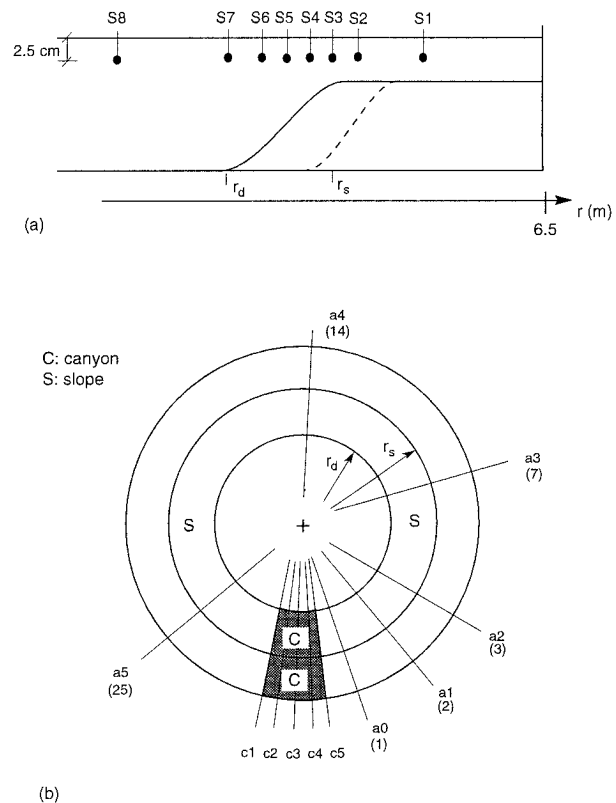 S8 S7 S6 S5 S4 S3 S2 S1
2.5 cm
r_d r_s
r (m)
(a)
6.5
a4
(14)
C: canyon
S: slope
r_s
a3
(7)
r_d
S S
a2
(3)
C
a5
(25)
C
a1
(2)
a0
(1)
c1 c2 c3 c4 c5
(b)